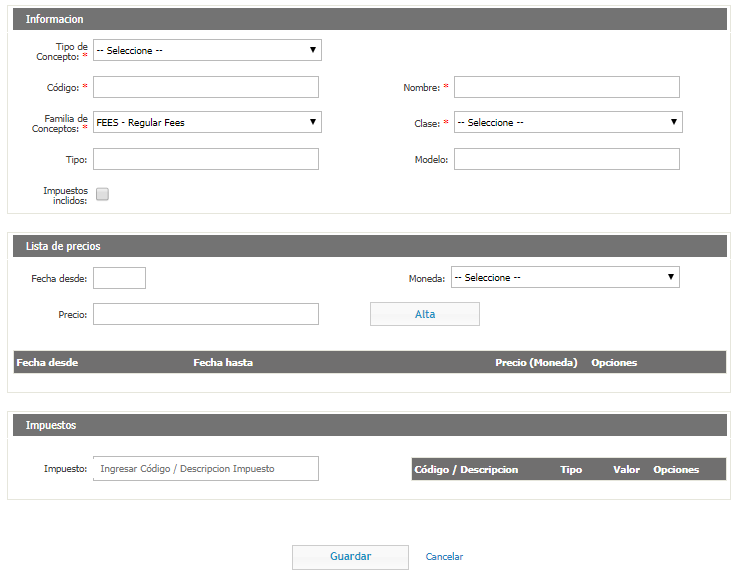 Informacion
Tipo de
Concepto: *
-- Seleccione --
Código: *
Nombre: *
Familia de
Conceptos: *
FEES - Regular Fees
Clase: *
-- Seleccione --
Tipo:
Modelo:
Impuestos
inclidos:
Lista de precios
Fecha desde:
Moneda:
-- Seleccione --
Precio:
Alta
Fecha desde Fecha hasta Precio (Moneda) Opciones
Impuestos
Impuesto:
Ingresar Código / Descripcion Impuesto
Código / Descripcion Tipo Valor Opciones
Guardar
Cancelar